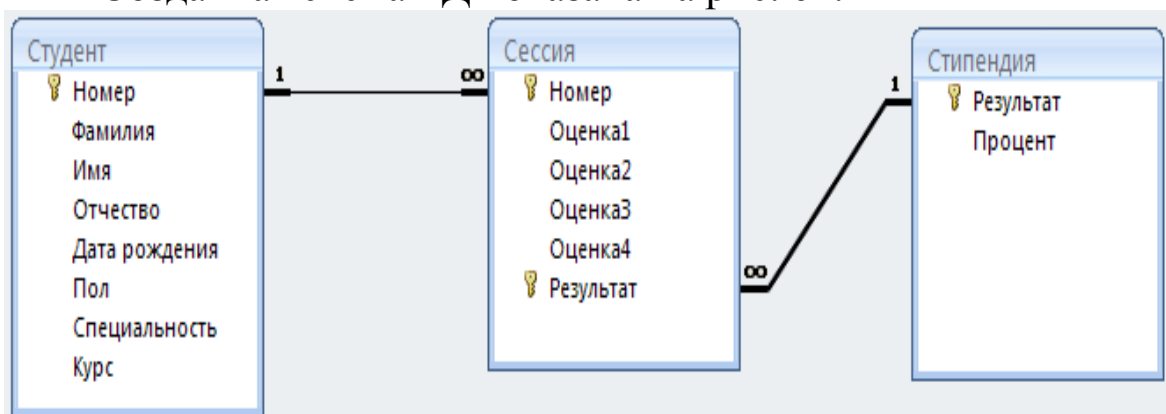 Студент
Номер
Фамилия
Имя
Отчество
Дата рождения
Пол
Специальность
Курс
1
∞
Сессия
Номер
Оценка1
Оценка2
Оценка3
Оценка4
Результат
∞
1
Стипендия
Результат
Процент